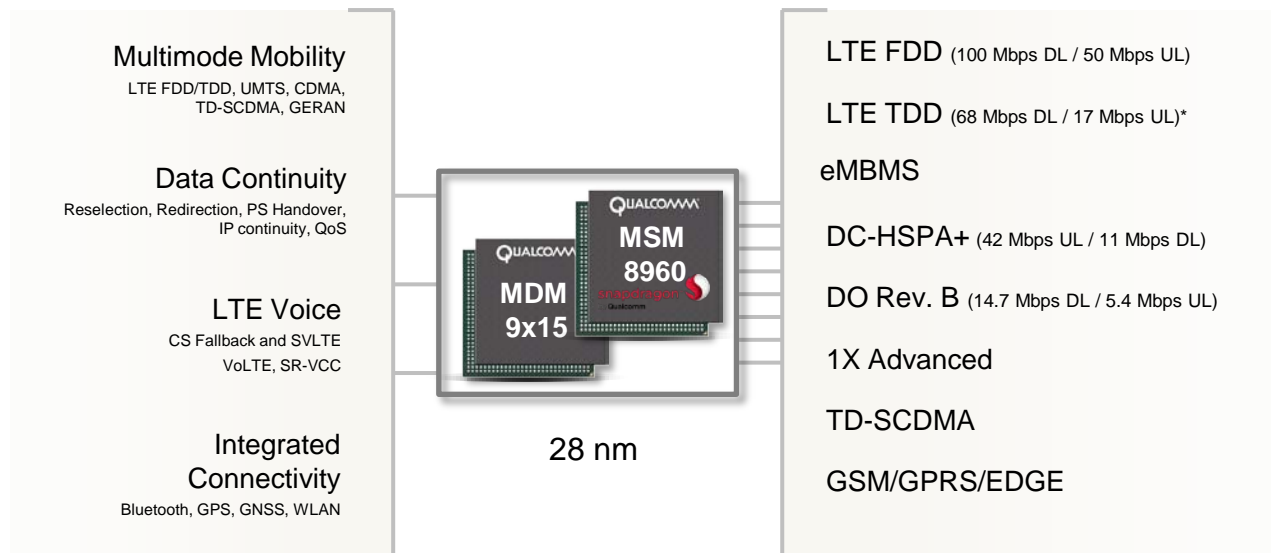 Multimode Mobility
LTE FDD/TDD, UMTS, CDMA,
TD-SCDMA, GERAN
Data Continuity
Reselection, Redirection, PS Handover,
IP continuity, QoS
LTE Voice
CS Fallback and SVLTE
VoLTE, SR-VCC
Integrated
Connectivity
Bluetooth, GPS, GNSS, WLAN
QUALCOMM
MDM
9x15
QUALCOMM
MSM
8960
snapdragon
Qualcomm
28 nm
LTE FDD (100 Mbps DL / 50 Mbps UL)
LTE TDD (68 Mbps DL / 17 Mbps UL)*
eMBMS
DC-HSPA+ (42 Mbps UL / 11 Mbps DL)
DO Rev. B (14.7 Mbps DL / 5.4 Mbps UL)
1X Advanced
TD-SCDMA
GSM/GPRS/EDGE